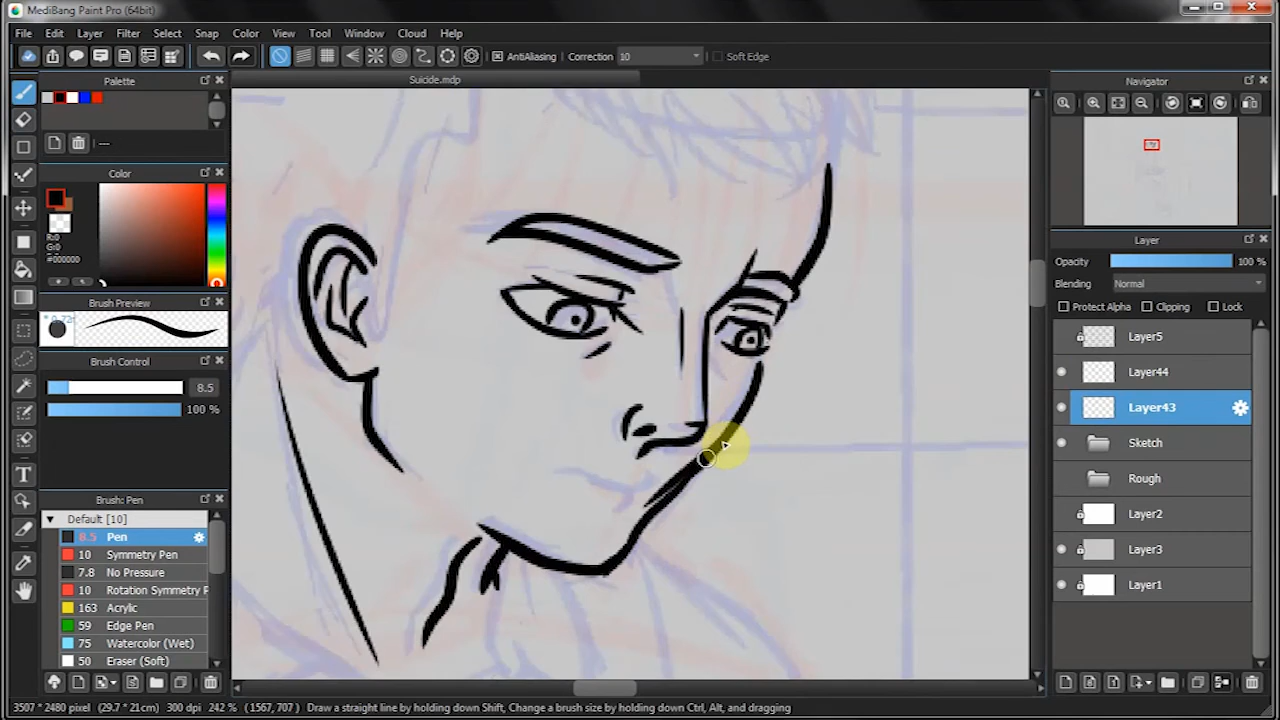 MediBang Paint Pro (64bit)
File Edit Layer Filter Select Snap Color View Tool Window Cloud Help
AntiAliasing Correction 10 Soft Edge
Suicide.mdp
Palette
---
Color
R:0
G:0
#000000
Brush Preview
Brush Control
8.5
100 %
Brush: Pen
Default [10]
8.5 Pen
10 Symmetry Pen
7.8 No Pressure
10 Rotation Symmetry P
163 Acrylic
59 Edge Pen
75 Watercolor (Wet)
50 Eraser (Soft)
Navigator
Layer
Opacity 100 %
Blending Normal
Protect Alpha Clipping Lock
Layer5
Layer44
Layer43
Sketch
Rough
Layer2
Layer3
Layer1
3507 * 2480 pixel (29.7 * 21cm) 300 dpi 242 % (1567, 707) Draw a straight line by holding down Shift, Change a brush size by holding down Ctrl, Alt, and dragging